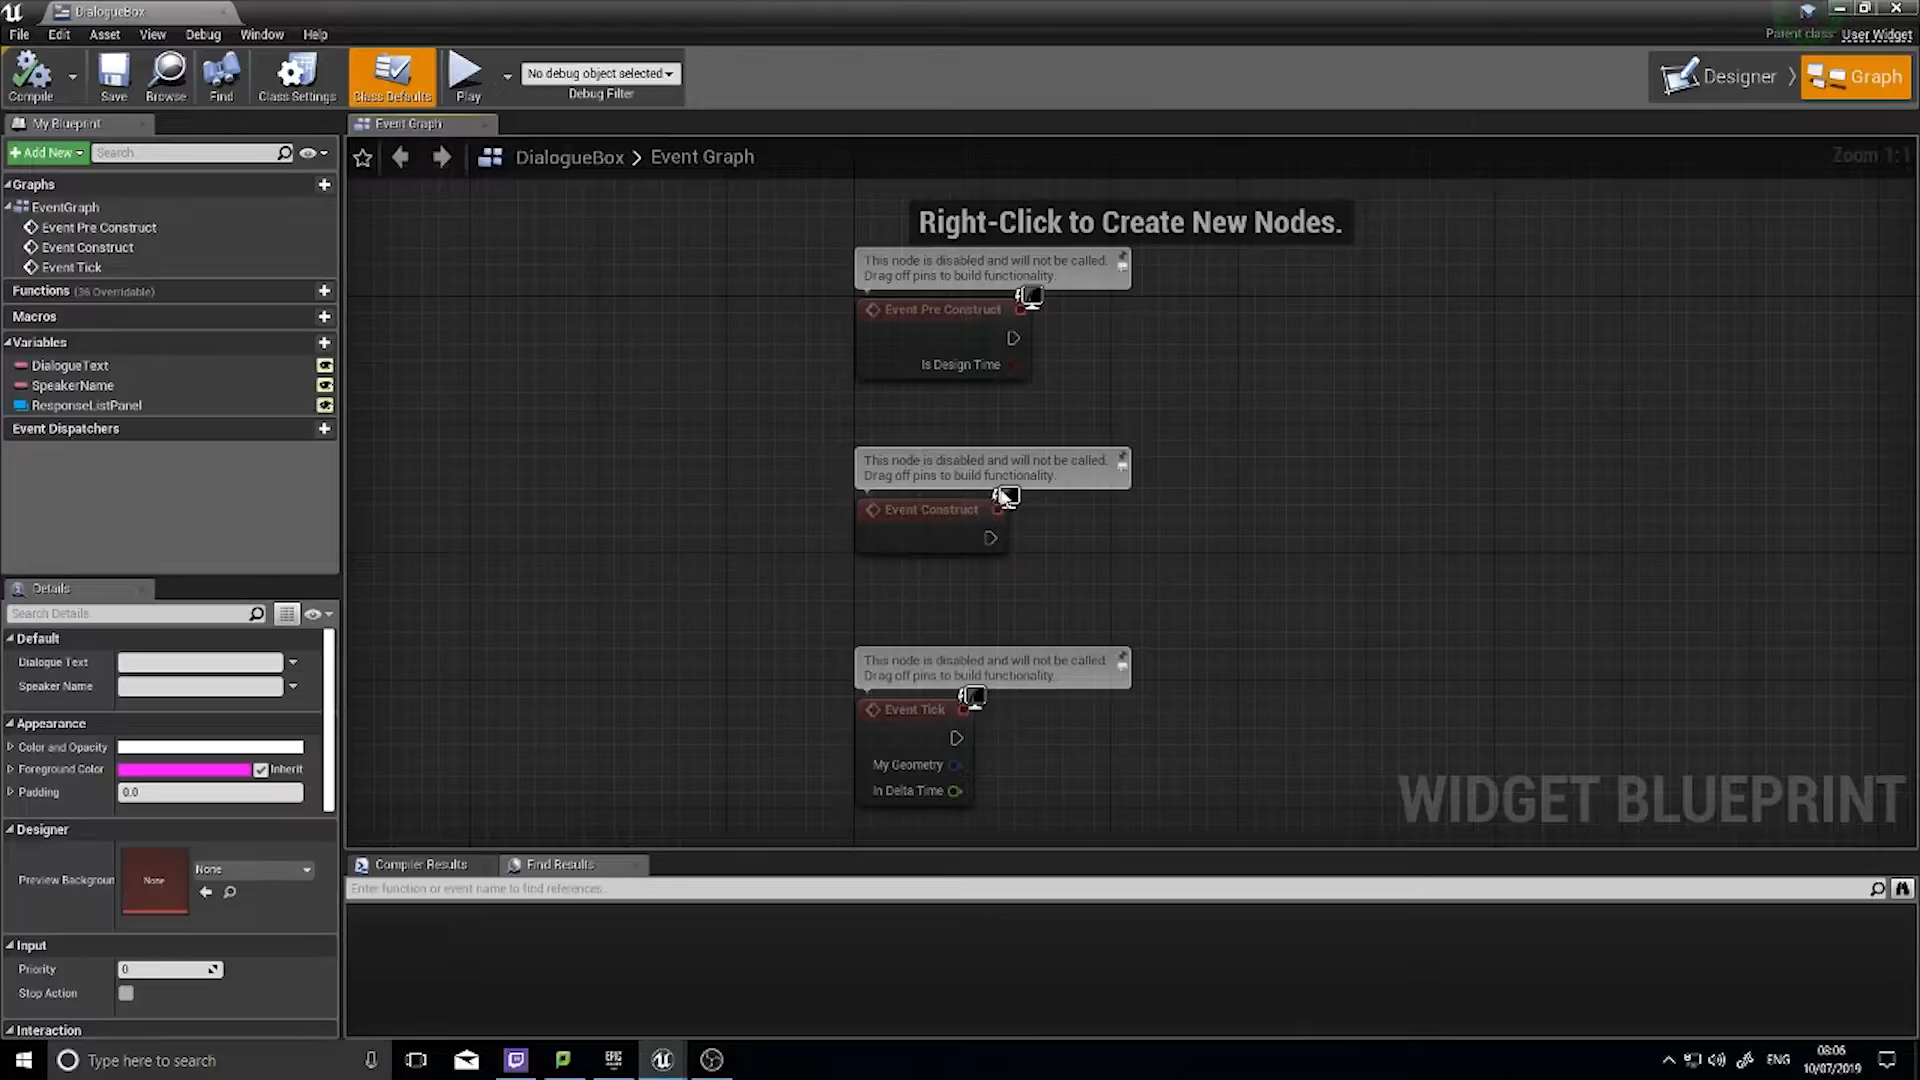 DialogueBox
File Edit Asset View Debug Window Help
Parent class: User Widget
Compile Save Browse Find Class Settings Class Defaults Play
No debug object selected
Debug Filter
Designer Graph
My Blueprint
Add New Search
Graphs
EventGraph
Event Pre Construct
Event Construct
Event Tick
Functions (36 Overridable)
Macros
Variables
DialogueText
SpeakerName
ResponseListPanel
Event Dispatchers
Details
Search Details
Default
Dialogue Text
Speaker Name
Appearance
Color and Opacity
Foreground Color Inherit
Padding 0.0
Designer
Preview Backgroun None None
Input
Priority 0
Stop Action
Interaction
Event Graph
DialogueBox > Event Graph
Zoom 1:1
Right-Click to Create New Nodes.
This node is disabled and will not be called.
Drag off pins to build functionality.
Event Pre Construct
Is Design Time
This node is disabled and will not be called.
Drag off pins to build functionality.
Event Construct
This node is disabled and will not be called.
Drag off pins to build functionality.
Event Tick
My Geometry
In Delta Time
WIDGET BLUEPRINT
Compiler Results Find Results
Enter function or event name to find references...
Type here to search
EPIC
ENG
08:06
10/07/2019